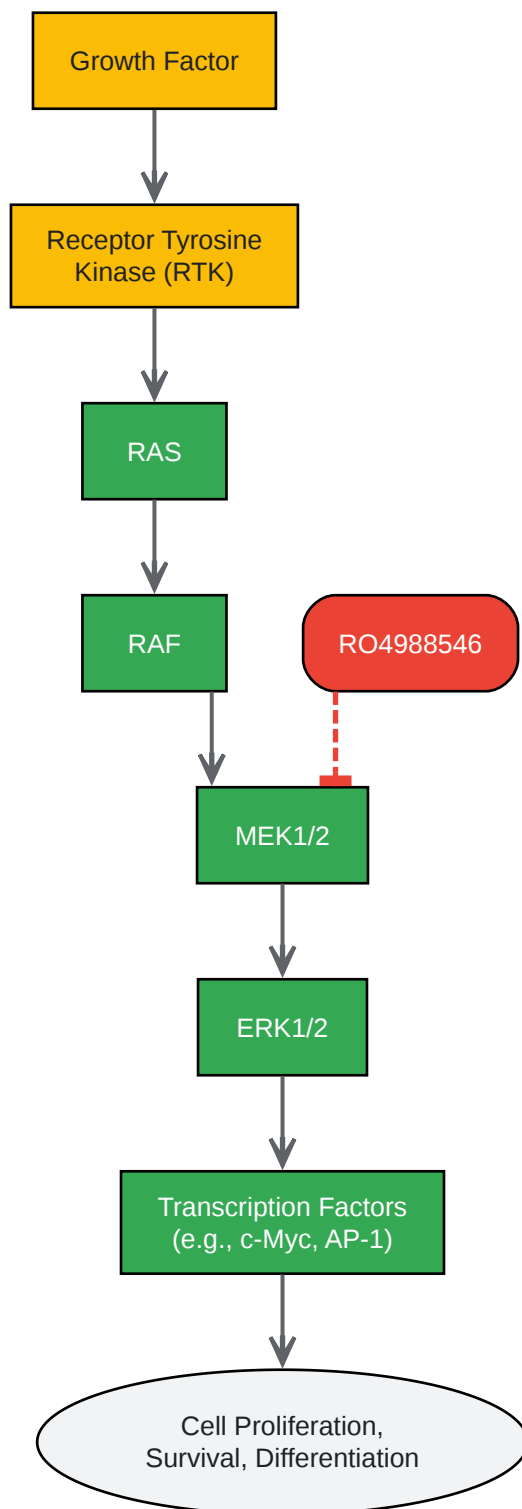 Growth Factor
Receptor Tyrosine
Kinase (RTK)
RAS
RAF
RO4988546
MEK1/2
ERK1/2
Transcription Factors
(e.g., c-Myc, AP-1)
Cell Proliferation,
Survival, Differentiation